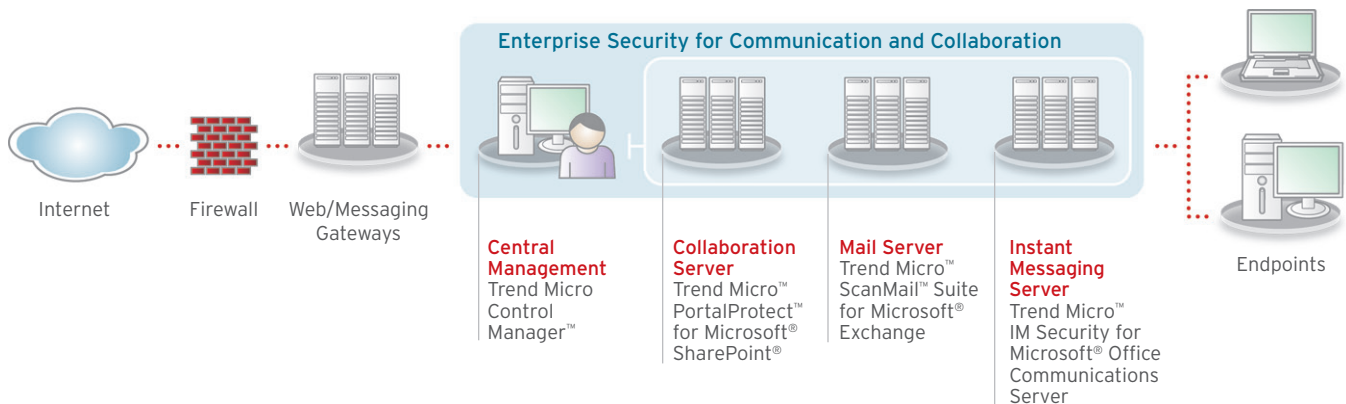 Enterprise Security for Communication and Collaboration
Internet
Firewall
Web/Messaging
Gateways
Central
Management
Trend Micro
Control
Manager™
Collaboration
Server
Trend Micro™
PortalProtect™
for Microsoft®
SharePoint®
Mail Server
Trend Micro™
ScanMail™ Suite
for Microsoft®
Exchange
Instant
Messaging
Server
Trend Micro™
IM Security for
Microsoft® Office
Communications
Server
Endpoints